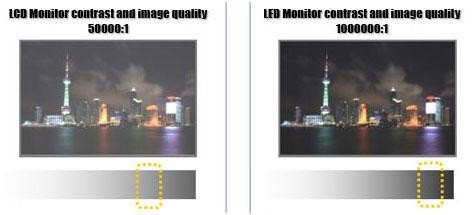 LCD Monitor contrast and image quality
50000:1
LED Monitor contrast and image quality
1000000:1